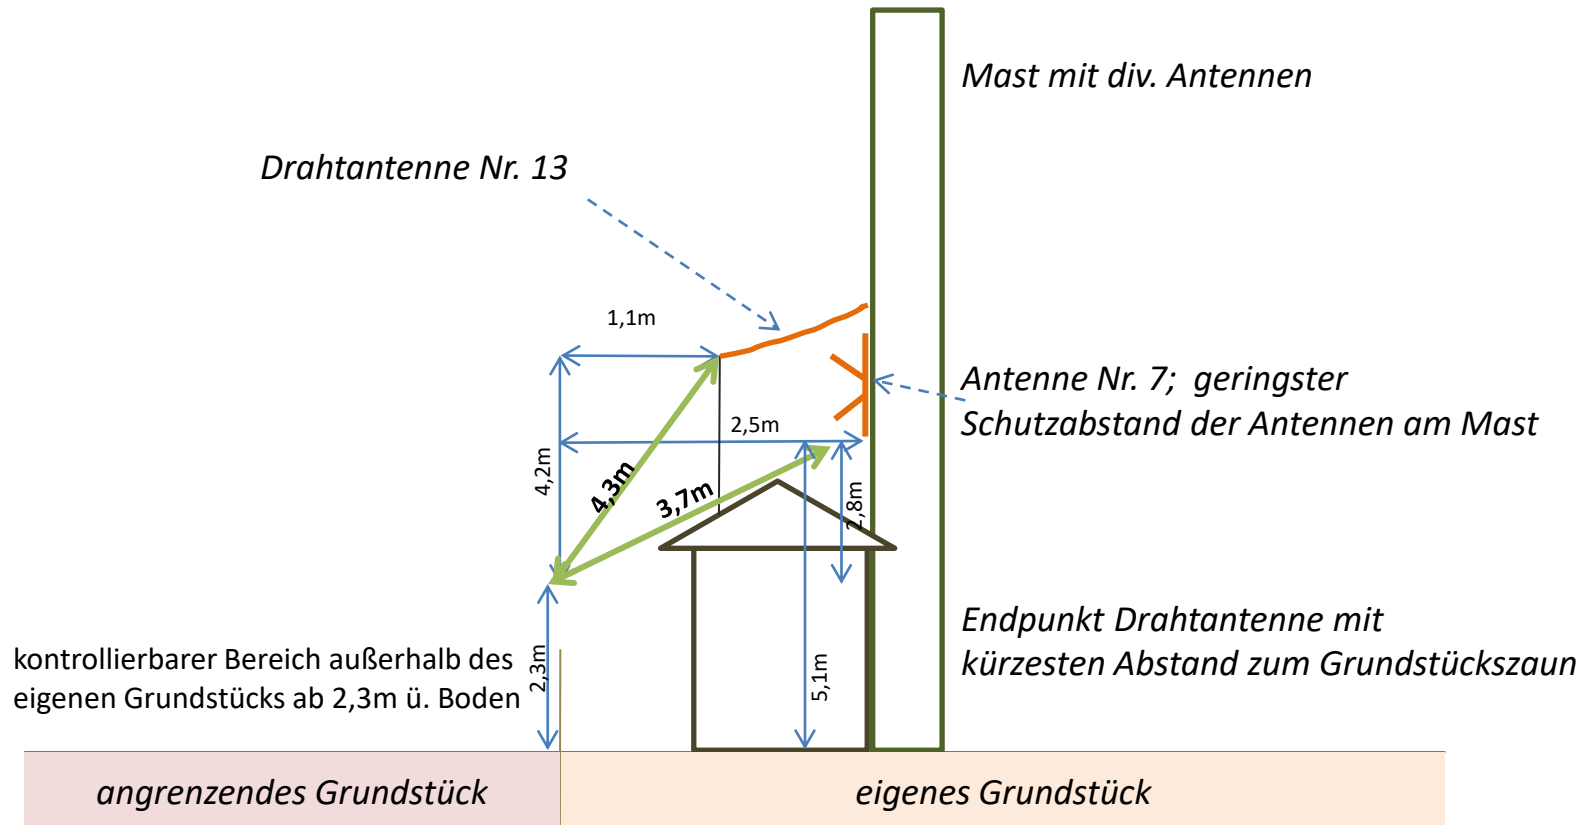 Mast mit div. Antennen
Drahtantenne Nr. 13
1,1m
Antenne Nr. 7;  geringster
Schutzabstand der Antennen am Mast
2,5m
4,2m
4,3m
3,7m
2,8m
Endpunkt Drahtantenne mit
kürzesten Abstand zum Grundstückszaun
kontrollierbarer Bereich außerhalb des
eigenen Grundstücks ab 2,3m ü. Boden
2,3m
5,1m
angrenzendes Grundstück
eigenes Grundstück